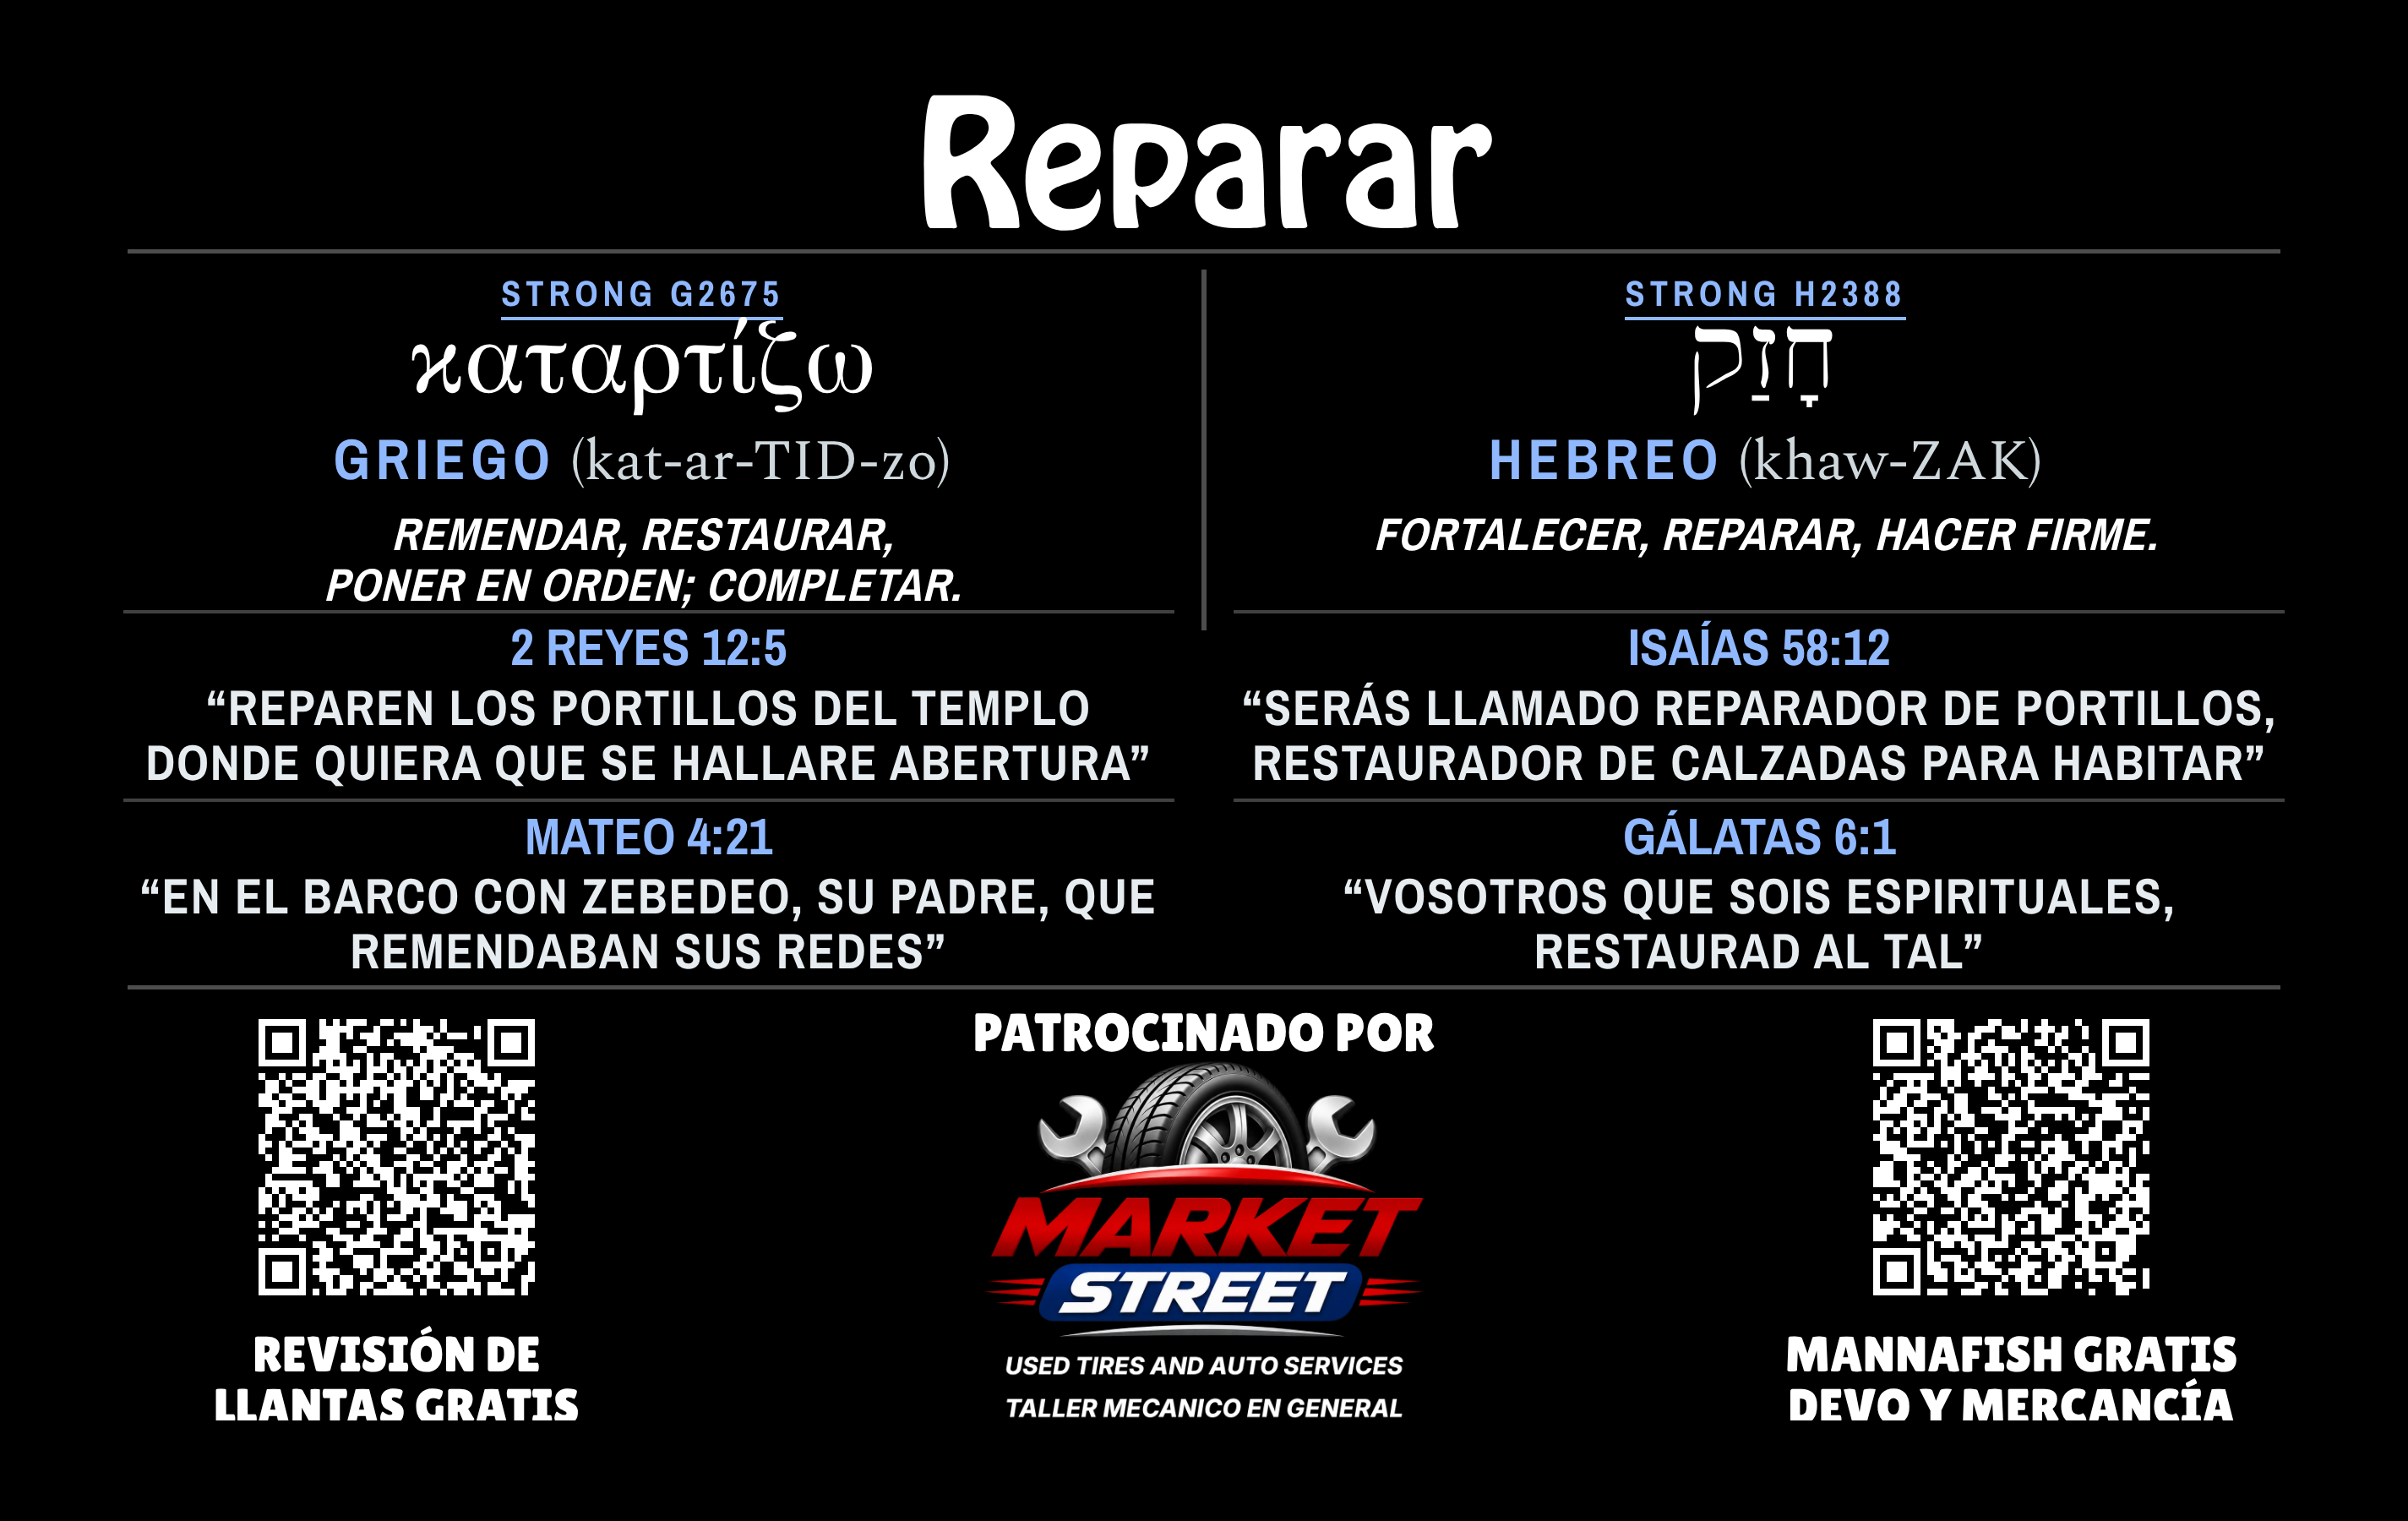 Reparar
STRONG G2675
καταρτίζω
GRIEGO (kat-ar-TID-zo)
REMENDAR, RESTAURAR,
PONER EN ORDEN; COMPLETAR.
STRONG H2388
חָזַק
HEBREO (khaw-ZAK)
FORTALECER, REPARAR, HACER FIRME.
2 REYES 12:5
“REPAREN LOS PORTILLOS DEL TEMPLO
DONDE QUIERA QUE SE HALLARE ABERTURA”
ISAÍAS 58:12
“SERÁS LLAMADO REPARADOR DE PORTILLOS,
RESTAURADOR DE CALZADAS PARA HABITAR”
MATEO 4:21
“EN EL BARCO CON ZEBEDEO, SU PADRE, QUE
REMENDABAN SUS REDES”
GÁLATAS 6:1
“VOSOTROS QUE SOIS ESPIRITUALES,
RESTAURAD AL TAL”
REVISIÓN DE
LLANTAS GRATIS
PATROCINADO POR
MARKET
STREET
USED TIRES AND AUTO SERVICES
TALLER MECANICO EN GENERAL
MANNAFISH GRATIS
DEVO Y MERCANCÍA